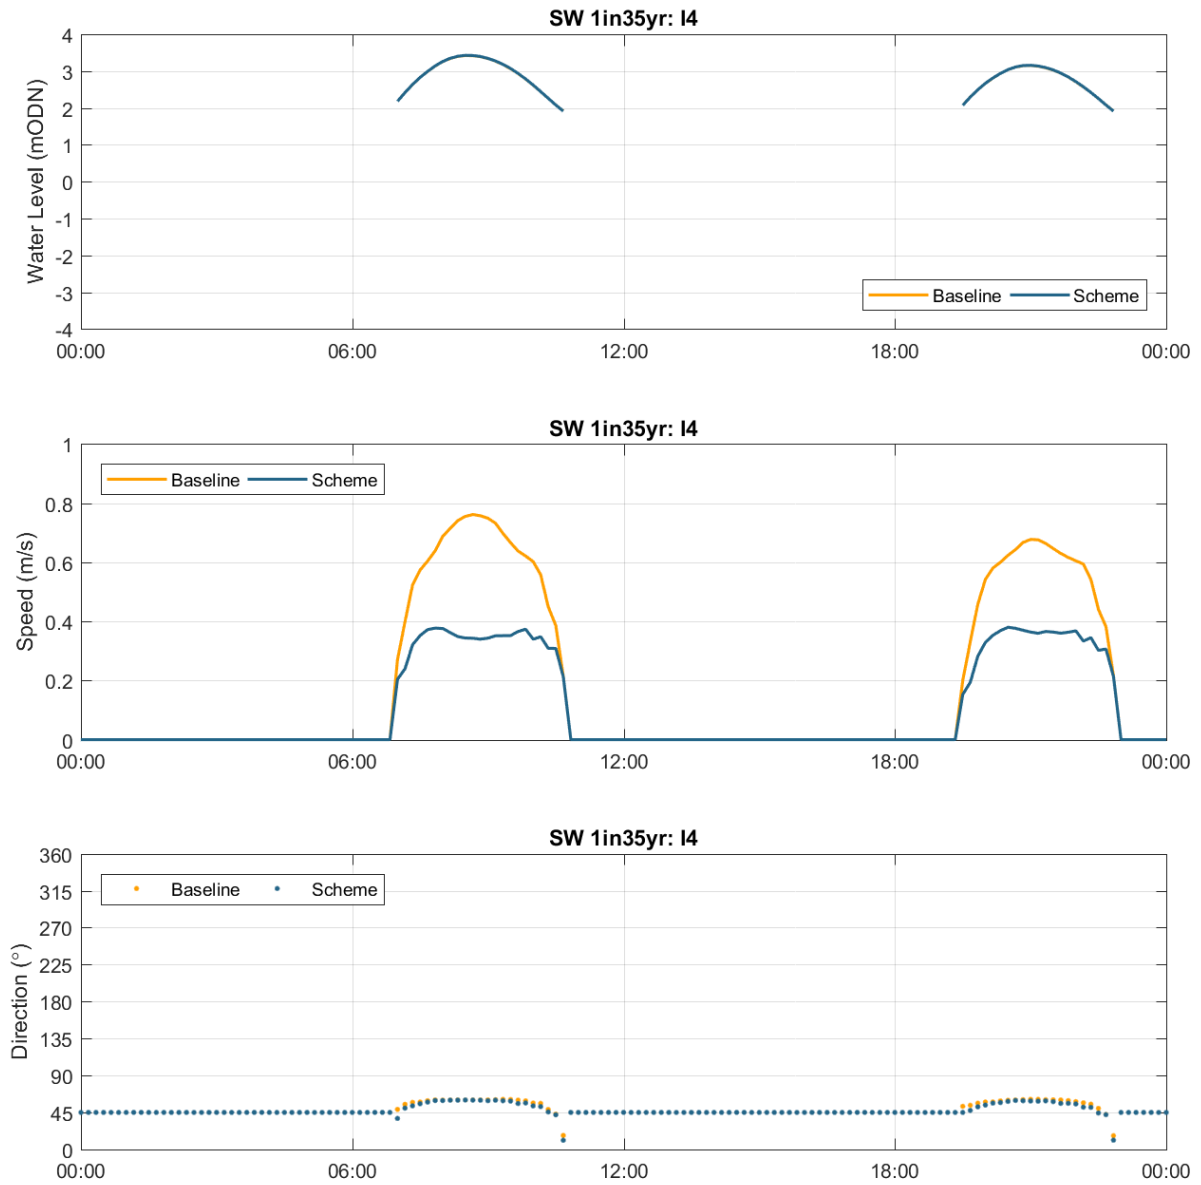 SW 1in35yr: I4
4
3
2
1
0
-1
-2
-3
-4
Water Level (mODN)
Baseline Scheme
00:00 06:00 12:00 18:00 00:00
SW 1in35yr: I4
1
0.8
0.6
0.4
0.2
0
Speed (m/s)
Baseline Scheme
00:00 06:00 12:00 18:00 00:00
SW 1in35yr: I4
360
315
270
225
180
135
90
45
0
Direction (°)
Baseline Scheme
00:00 06:00 12:00 18:00 00:00